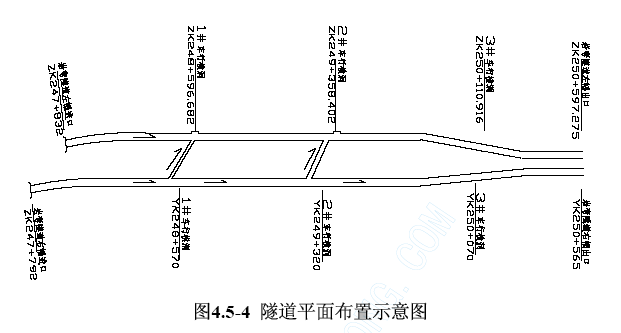 1# 车行横洞
ZK248+596.682
2# 车行横洞
ZK249+358.402
3# 车行横洞
ZK250+110.916
ZK250+597.275
ZK247+832
ZK247+792
1# 车行横洞
YK248+570
2# 车行横洞
YK249+320
3# 车行横洞
YK250+070
YK250+565
图4.5-4 隧道平面布置示意图